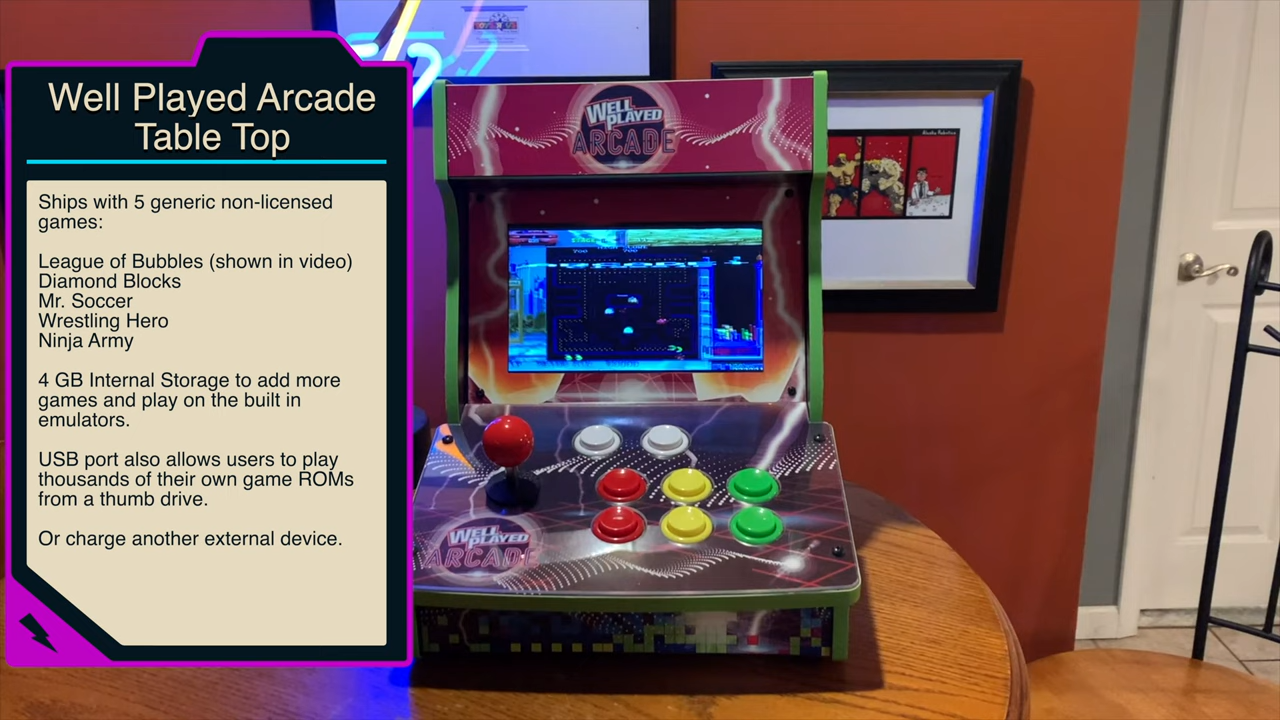 Well Played Arcade
Table Top
Ships with 5 generic non-licensed
games:
League of Bubbles (shown in video)
Diamond Blocks
Mr. Soccer
Wrestling Hero
Ninja Army
4 GB Internal Storage to add more
games and play on the built in
emulators.
USB port also allows users to play
thousands of their own game ROMs
from a thumb drive.
Or charge another external device.
WELL
PLAYED
ARCADE
WELL
PLAYED
ARCADE